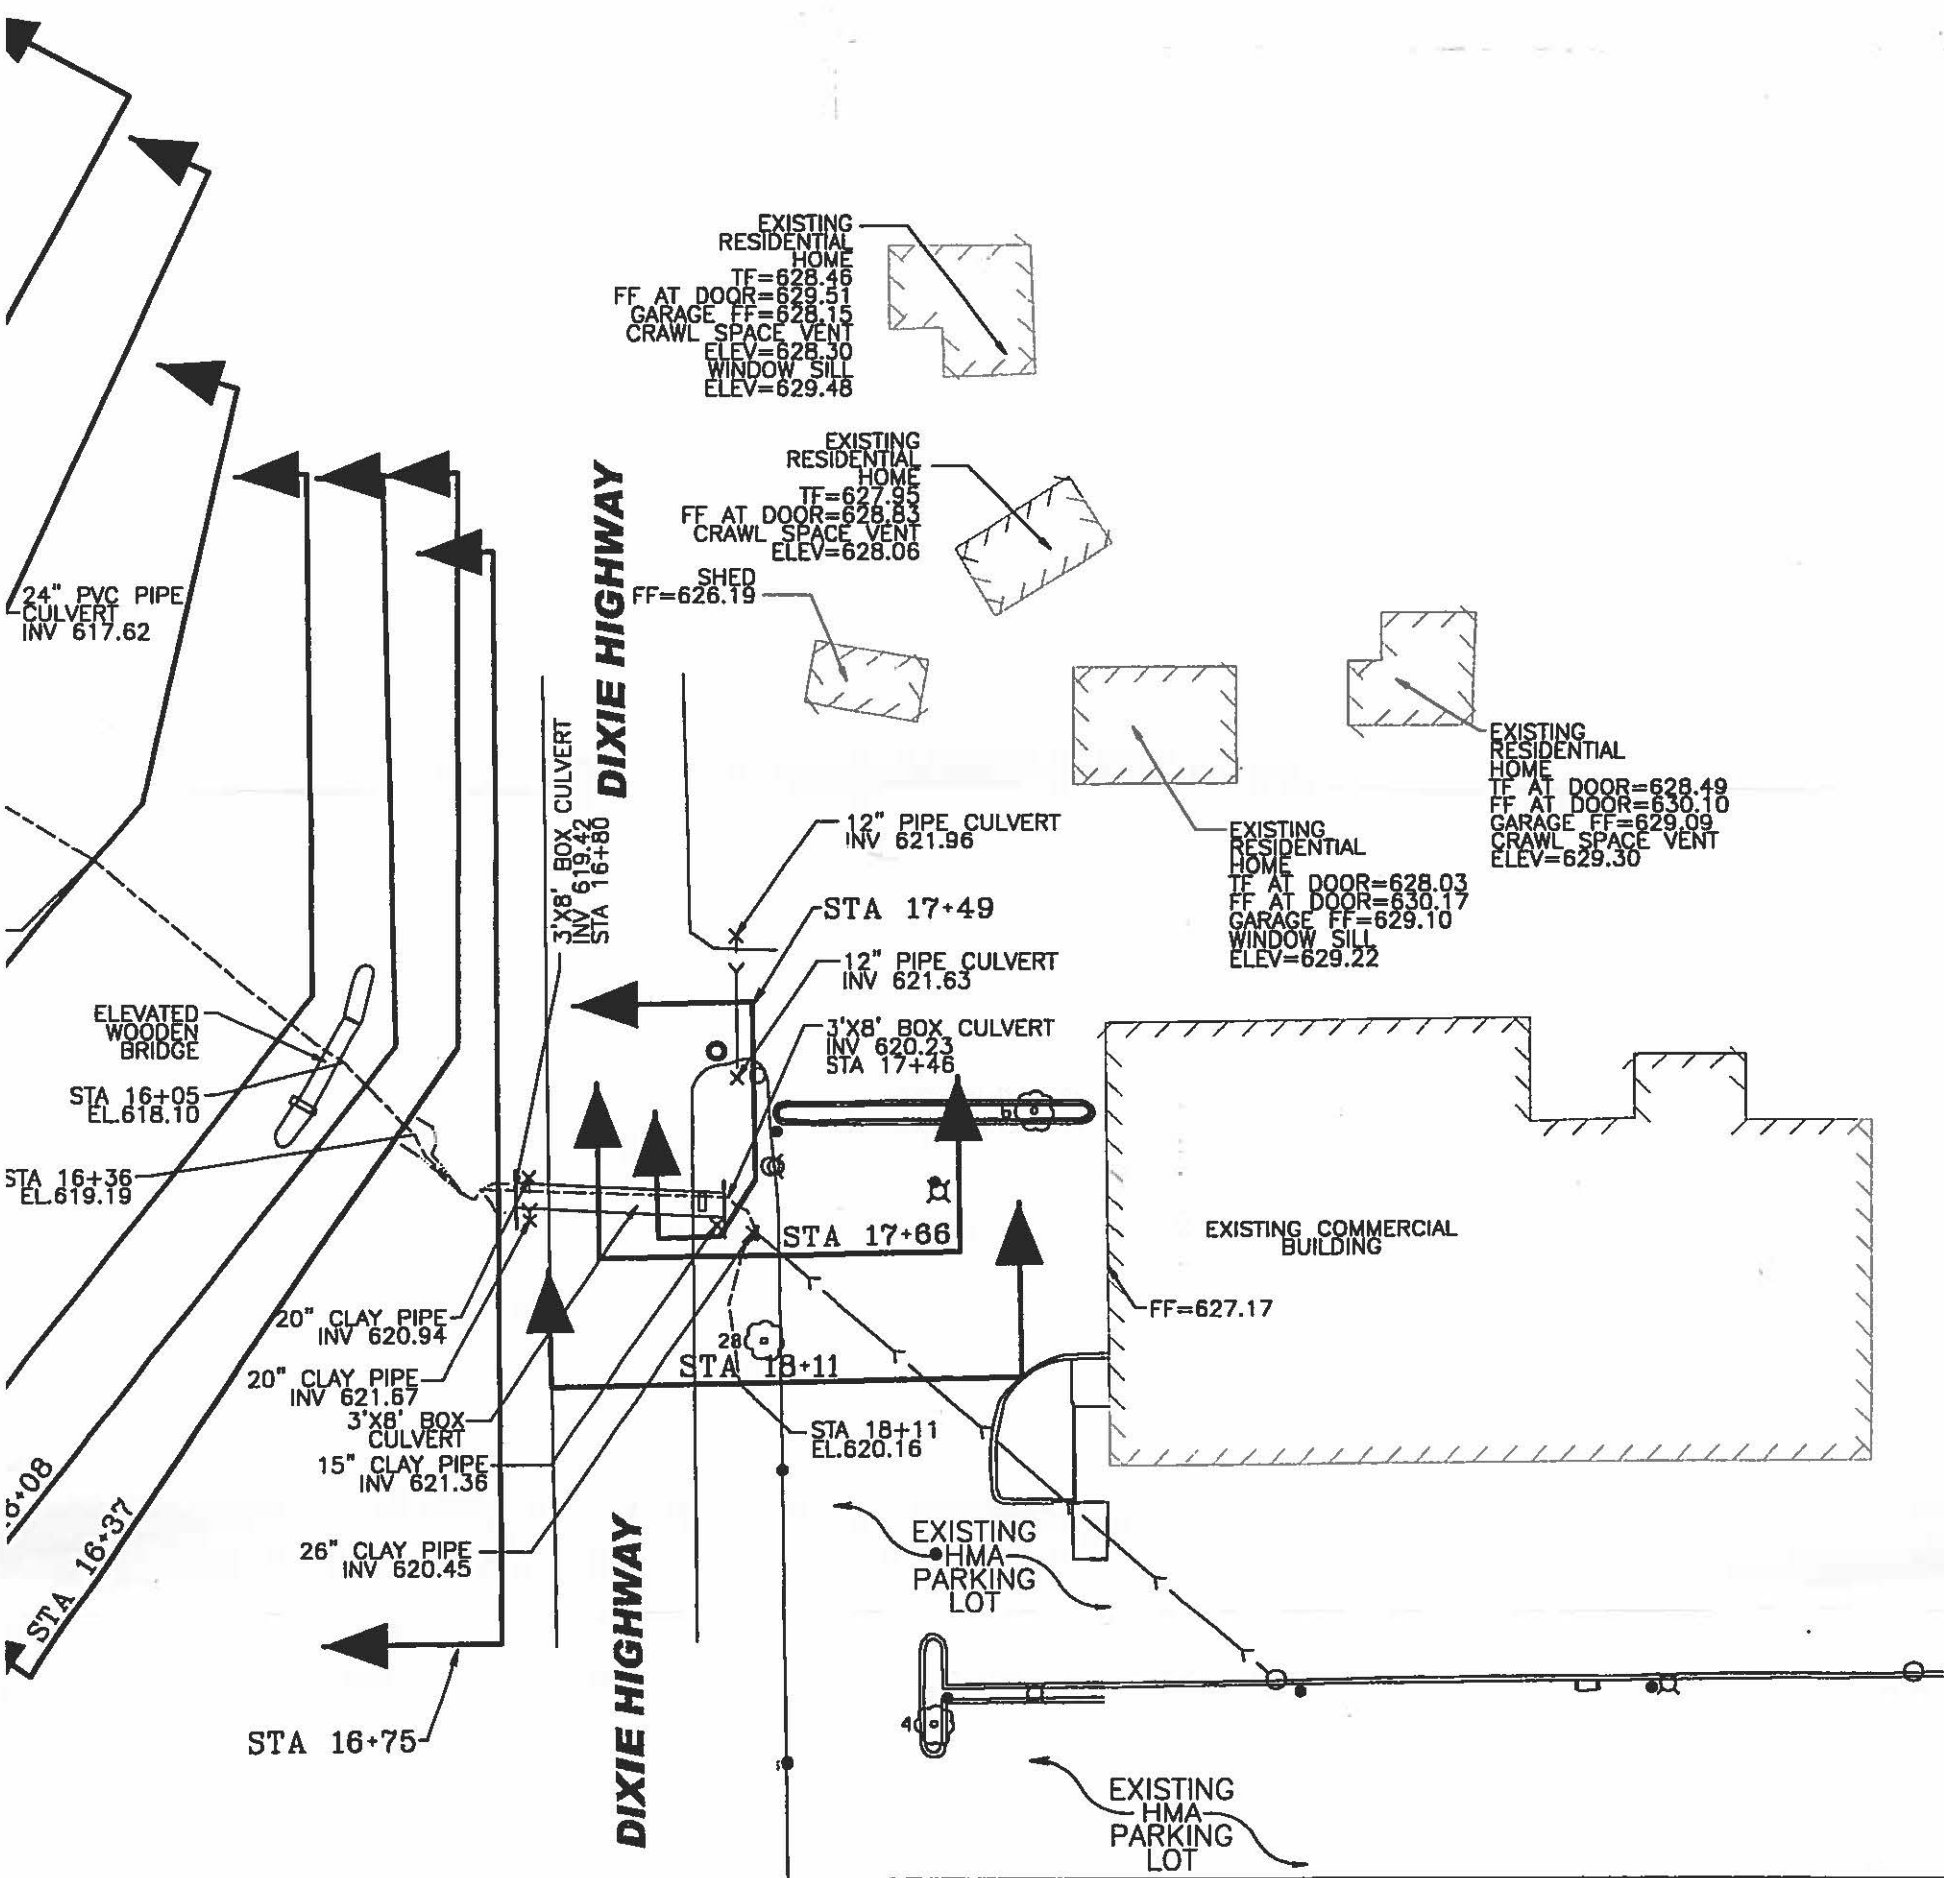 EXISTING
RESIDENTIAL
HOME
TF=628.46
FF AT DOOR=629.51
GARAGE FF=628.15
CRAWL SPACE VENT
ELEV=628.30
WINDOW SILL
ELEV=629.48
EXISTING
RESIDENTIAL
HOME
TF=627.95
FF AT DOOR=628.83
CRAWL SPACE VENT
ELEV=628.06
SHED
FF=626.19
24" PVC PIPE
CULVERT
INV 617.62
DIXIE HIGHWAY
3'X8' BOX CULVERT
INV 619.42
STA 16+80
EXISTING
RESIDENTIAL
HOME
TF AT DOOR=628.49
FF AT DOOR=630.10
GARAGE FF=629.09
CRAWL SPACE VENT
ELEV=629.30
EXISTING
RESIDENTIAL
HOME
TF AT DOOR=628.03
FF AT DOOR=630.17
GARAGE FF=629.10
WINDOW SILL
ELEV=629.22
12" PIPE CULVERT
INV 621.96
STA 17+49
12" PIPE CULVERT
INV 621.63
3'X8' BOX CULVERT
INV 620.23
STA 17+46
ELEVATED
WOODEN
BRIDGE
STA 16+05
EL.618.10
STA 16+36
EL.619.19
6
STA 17+66
EXISTING COMMERCIAL
BUILDING
FF=627.17
20" CLAY PIPE
INV 620.94
20" CLAY PIPE
INV 621.67
3'X8' BOX
CULVERT
15" CLAY PIPE
INV 621.36
26" CLAY PIPE
INV 620.45
28
STA 18+11
STA 18+11
EL.620.16
+08
STA 16+37
STA 16+75
DIXIE HIGHWAY
EXISTING
HMA
PARKING
LOT
4
EXISTING
HMA
PARKING
LOT